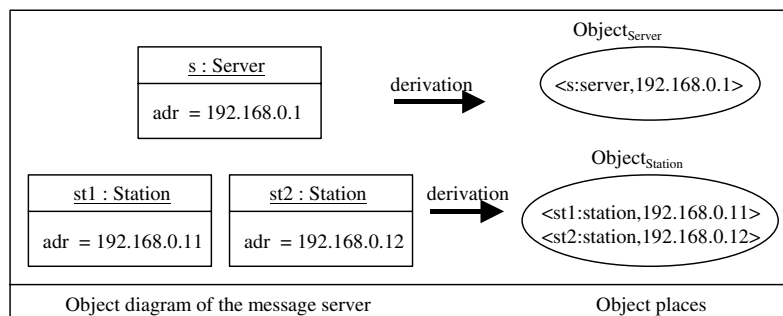 Object_Server
s : Server
derivation
adr = 192.168.0.1
<s:server,192.168.0.1>
Object_Station
st1 : Station
st2 : Station
derivation
adr = 192.168.0.11
adr = 192.168.0.12
<st1:station,192.168.0.11>
<st2:station,192.168.0.12>
Object diagram of the message server
Object places